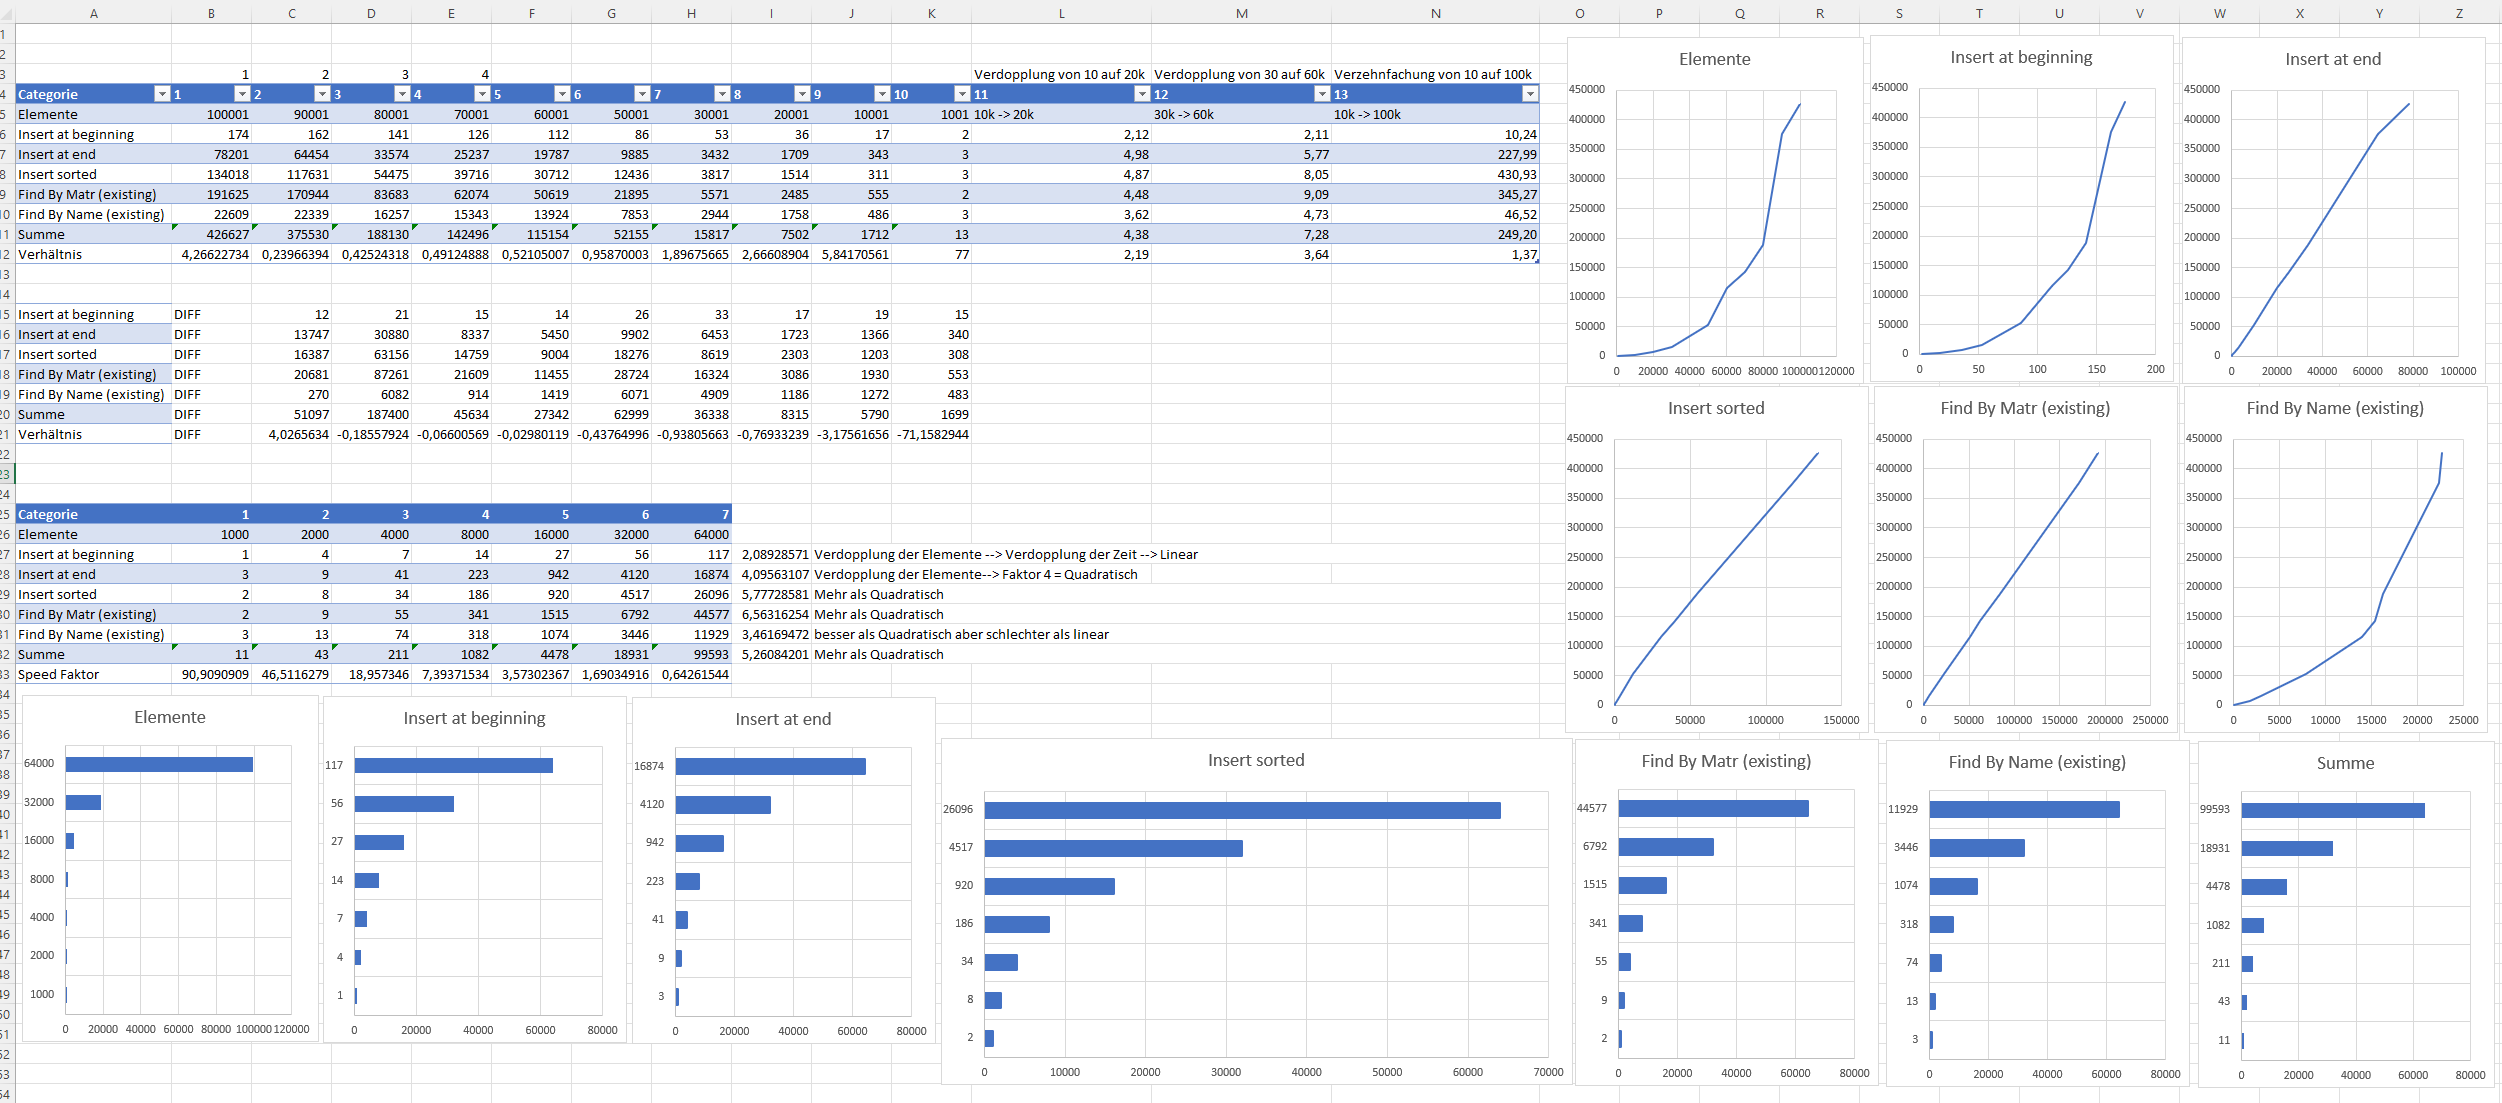 A B C D E F G H I J K L M N O P Q R S T U V W X Y Z
1
2
3 1 2 3 4 Verdopplung von 10 auf 20k Verdopplung von 30 auf 60k Verzehnfachung von 10 auf 100k
4 Categorie 1 2 3 4 5 6 7 8 9 10 11 12 13
5 Elemente 100001 90001 80001 70001 60001 50001 30001 20001 10001 1001 10k -> 20k 30k -> 60k 10k -> 100k
6 Insert at beginning 174 162 141 126 112 86 53 36 17 2 2,12 2,11 10,24
7 Insert at end 78201 64454 33574 25237 19787 9885 3432 1709 343 3 4,98 5,77 227,99
8 Insert sorted 134018 117631 54475 39716 30712 12436 3817 1514 311 3 4,87 8,05 430,93
9 Find By Matr (existing) 191625 170944 83683 62074 50619 21895 5571 2485 555 2 4,48 9,09 345,27
10 Find By Name (existing) 22609 22339 16257 15343 13924 7853 2944 1758 486 3 3,62 4,73 46,52
11 Summe 426627 375530 188130 142496 115154 52155 15817 7502 1712 13 4,38 7,28 249,20
12 Verhältnis 4,26622734 0,23966394 0,42524318 0,49124888 0,52105007 0,95870003 1,89675665 2,66608904 5,84170561 77 2,19 3,64 1,37
13
14
15 Insert at beginning DIFF 12 21 15 14 26 33 17 19 15
16 Insert at end DIFF 13747 30880 8337 5450 9902 6453 1723 1366 340
17 Insert sorted DIFF 16387 63156 14759 9004 18276 8619 2303 1203 308
18 Find By Matr (existing) DIFF 20681 87261 21609 11455 28724 16324 3086 1930 553
19 Find By Name (existing) DIFF 270 6082 914 1419 6071 4909 1186 1272 483
20 Summe DIFF 51097 187400 45634 27342 62999 36338 8315 5790 1699
21 Verhältnis DIFF 4,0265634 -0,18557924 -0,06600569 -0,02980119 -0,43764996 -0,93805663 -0,76933239 -3,17561656 -71,1582944
22
23
24
25 Categorie 1 2 3 4 5 6 7
26 Elemente 1000 2000 4000 8000 16000 32000 64000
27 Insert at beginning 1 4 7 14 27 56 117 2,08928571 Verdopplung der Elemente --> Verdopplung der Zeit --> Linear
28 Insert at end 3 9 41 223 942 4120 16874 4,09563107 Verdopplung der Elemente--> Faktor 4 = Quadratisch
29 Insert sorted 2 8 34 186 920 4517 26096 5,77728581 Mehr als Quadratisch
30 Find By Matr (existing) 2 9 55 341 1515 6792 44577 6,56316254 Mehr als Quadratisch
31 Find By Name (existing) 3 13 74 318 1074 3446 11929 3,46169472 besser als Quadratisch aber schlechter als linear
32 Summe 11 43 211 1082 4478 18931 99593 5,26084201 Mehr als Quadratisch
33 Speed Faktor 90,9090909 46,5116279 18,957346 7,39371534 3,57302367 1,69034916 0,64261544
Elemente
450000
400000
350000
300000
250000
200000
150000
100000
50000
0
0 20000 40000 60000 80000 100000 120000
Insert at beginning
450000
400000
350000
300000
250000
200000
150000
100000
50000
0
0 50 100 150 200
Insert at end
450000
400000
350000
300000
250000
200000
150000
100000
50000
0
0 20000 40000 60000 80000 100000
Insert sorted
450000
400000
350000
300000
250000
200000
150000
100000
50000
0
0 50000 100000 150000
Find By Matr (existing)
450000
400000
350000
300000
250000
200000
150000
100000
50000
0
0 50000 100000 150000 200000 250000
Find By Name (existing)
450000
400000
350000
300000
250000
200000
150000
100000
50000
0
0 5000 10000 15000 20000 25000
Elemente
64000
32000
16000
8000
4000
2000
1000
0 20000 40000 60000 80000 100000 120000
Insert at beginning
117
56
27
14
7
4
1
0 20000 40000 60000 80000
Insert at end
16874
4120
942
223
41
9
3
0 20000 40000 60000 80000
Insert sorted
26096
4517
920
186
34
8
2
0 10000 20000 30000 40000 50000 60000 70000
Find By Matr (existing)
44577
6792
1515
341
55
9
2
0 20000 40000 60000 80000
Find By Name (existing)
11929
3446
1074
318
74
13
3
0 20000 40000 60000 80000
Summe
99593
18931
4478
1082
211
43
11
0 20000 40000 60000 80000